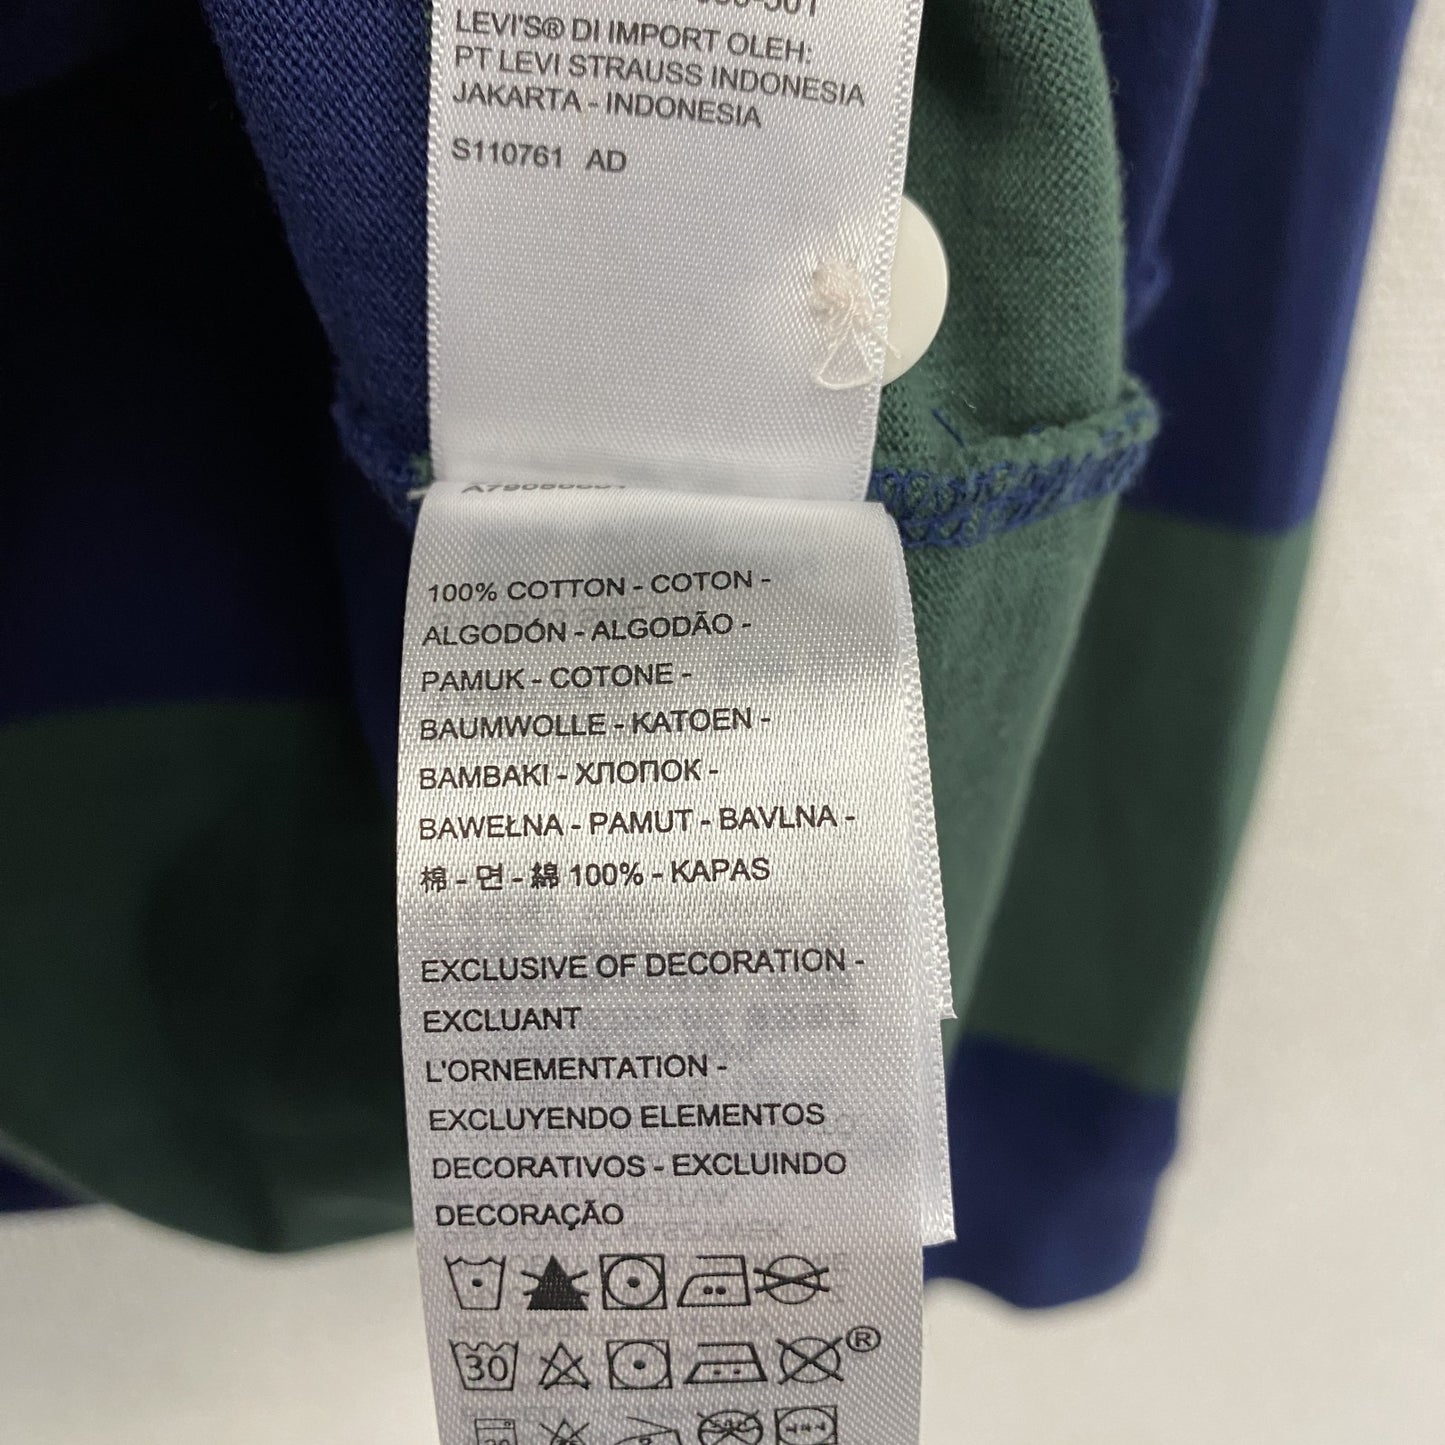 LEVI'S® DI IMPORT OLEH:
PT LEVI STRAUSS INDONESIA
JAKARTA - INDONESIA
S110761 AD
100% COTTON - COTON -
ALGODÓN - ALGODÃO -
PAMUK - COTONE -
BAUMWOLLE - KATOEN -
BAMBAKI - ХЛОПОК -
BAWEŁNA - PAMUT - BAVLNA -
棉 - 면 - 綿 100% - KAPAS
EXCLUSIVE OF DECORATION -
EXCLUANT
L'ORNEMENTATION -
EXCLUYENDO ELEMENTOS
DECORATIVOS - EXCLUINDO
DECORAÇÃO
30 ®